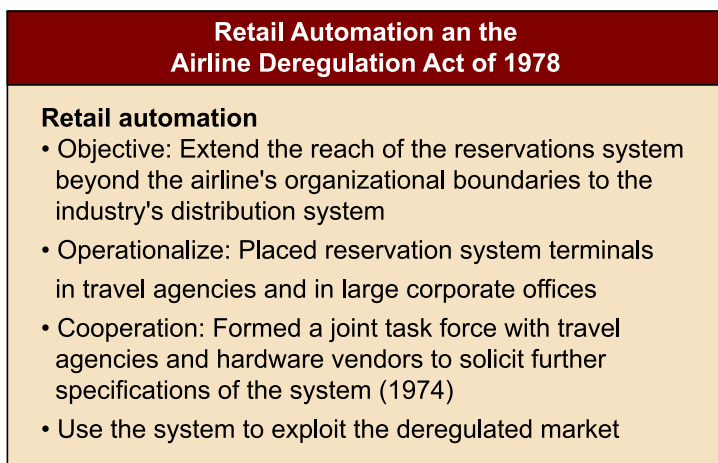 Retail Automation an the
Airline Deregulation Act of 1978
Retail automation
• Objective: Extend the reach of the reservations system
beyond the airline's organizational boundaries to the
industry's distribution system
• Operationalize: Placed reservation system terminals
in travel agencies and in large corporate offices
• Cooperation: Formed a joint task force with travel
agencies and hardware vendors to solicit further
specifications of the system (1974)
• Use the system to exploit the deregulated market